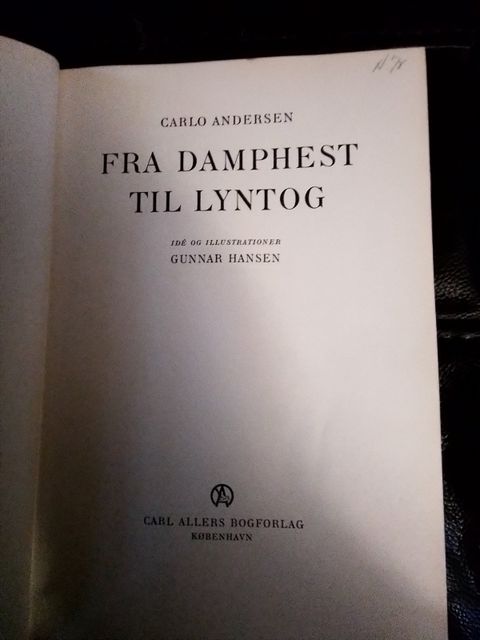 CARLO ANDERSEN
FRA DAMPHEST
TIL LYNTOG
IDÉ OG ILLUSTRATIONER
GUNNAR HANSEN
CARL ALLERS BOGFORLAG
KØBENHAVN